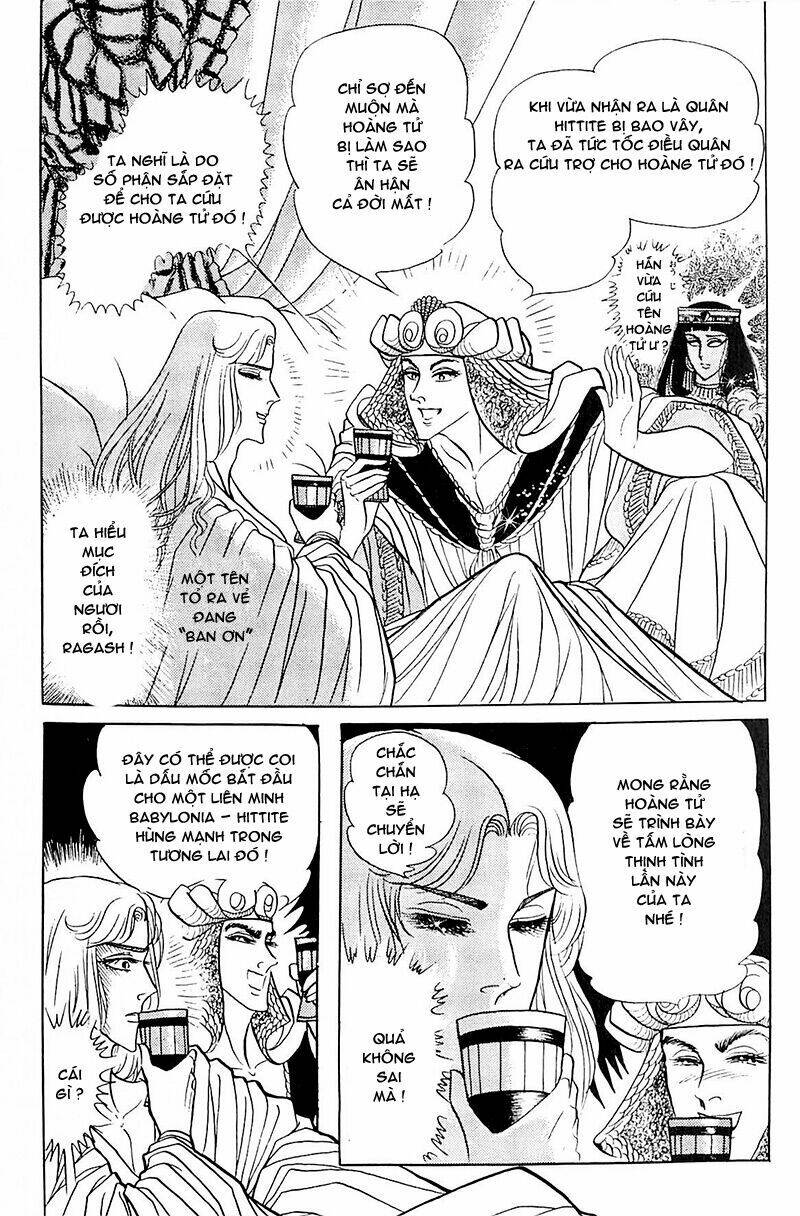 KHI VỪA NHẬN RA LÀ QUÂN
HITTITE BỊ BAO VÂY,
TA ĐÃ TỨC TỐC ĐIỀU QUÂN
RA CỨU TRỢ CHO HOÀNG TỬ ĐÓ !
CHỈ SỢ ĐẾN
MUỘN MÀ
HOÀNG TỬ
BỊ LÀM SAO
THÌ TA SẼ
ÂN HẬN
CẢ ĐỜI MẤT !
TA NGHĨ LÀ DO
SỐ PHẬN SẮP ĐẶT
ĐỂ CHO TA CỨU
ĐƯỢC HOÀNG TỬ ĐÓ !
HẮN
VỪA
CỨU
TÊN
HOÀNG
TỬ Ư ?
MỘT TÊN
TỎ RA VẺ
ĐANG
"BAN ƠN"
TA HIỂU
MỤC
ĐÍCH
CỦA
NGƯƠI
RỒI,
RAGASH !
MONG RẰNG
HOÀNG TỬ
SẼ TRÌNH BÀY
VỀ TẤM LÒNG
THỊNH TÌNH
LẦN NÀY
CỦA TA
NHÉ !
CHẮC
CHẮN
TẠI HẠ
SẼ
CHUYỂN
LỜI !
QUẢ
KHÔNG
SAI
MÀ !
ĐÂY CÓ THỂ ĐƯỢC COI
LÀ DẤU MỐC BẮT ĐẦU
CHO MỘT LIÊN MINH
BABYLONIA - HITTITE
HÙNG MẠNH TRONG
TƯƠNG LAI ĐÓ !
CÁI
GÌ ?